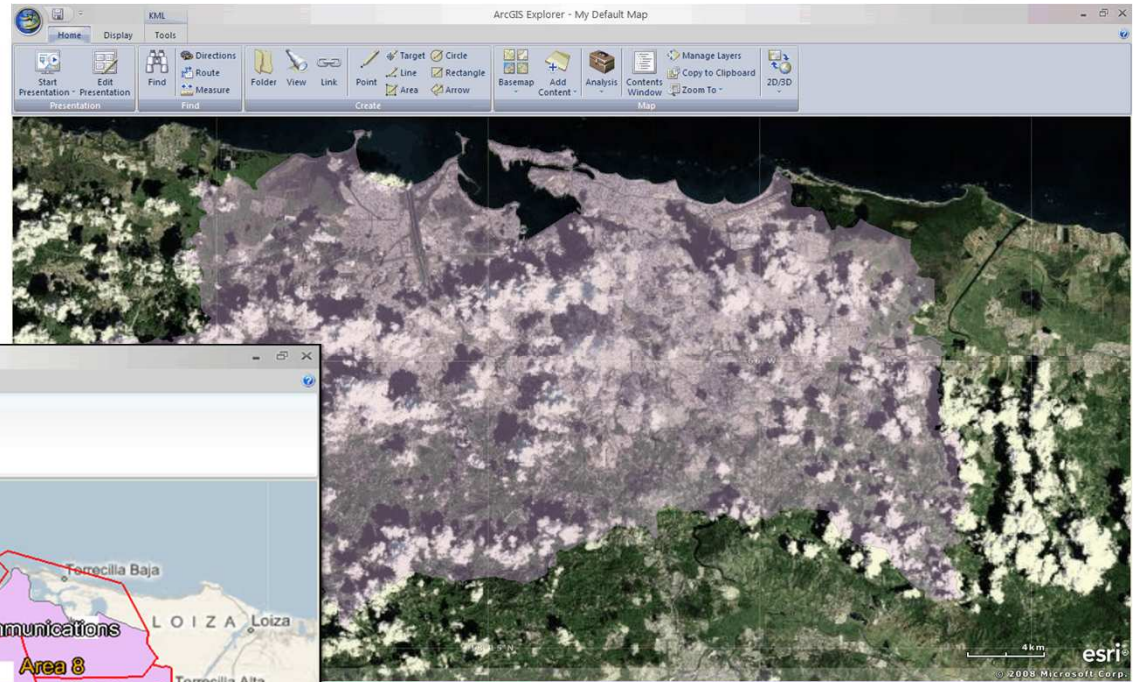 ArcGIS Explorer - My Default Map
KML
Home Display Tools
Start Presentation
Edit Presentation
Presentation
Find
Directions
Route
Measure
Find
Folder
View
Link
Point
Target
Line
Area
Circle
Rectangle
Arrow
Create
Basemap
Add Content
Analysis
Contents Window
Manage Layers
Copy to Clipboard
Zoom To
Map
2D/3D
4km
esri
© 2008 Microsoft Corp.
Torrecilla Baja
LOIZA Loiza
munications
Area 8
Torrecilla Alta